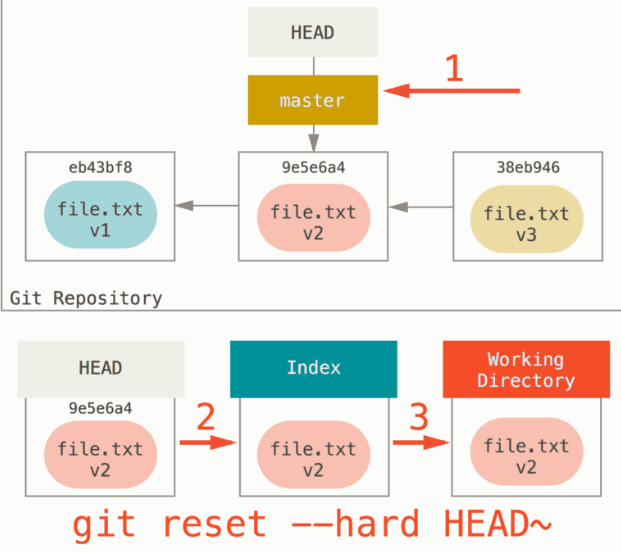 HEAD
1
master
eb43bf8
9e5e6a4
38eb946
file.txt
v1
file.txt
v2
file.txt
v3
Git Repository
HEAD
Index
Working
Directory
9e5e6a4
file.txt
v2
2
file.txt
v2
3
file.txt
v2
git reset --hard HEAD~